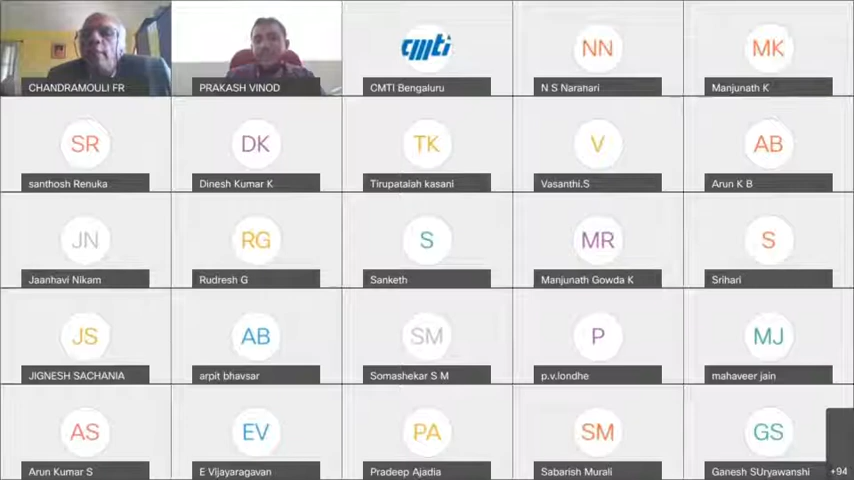 CHANDRAMOULI FR
PRAKASH VINOD
cmti
CMTI Bengaluru
NN
N S Narahari
MK
Manjunath K
SR
santhosh Renuka
DK
Dinesh Kumar K
TK
Tirupataiah kasani
V
Vasanthi.S
AB
Arun K B
JN
Jaanhavi Nikam
RG
Rudresh G
S
Sanketh
MR
Manjunath Gowda K
S
Srihari
JS
JIGNESH SACHANIA
AB
arpit bhavsar
SM
Somashekar S M
P
p.v.londhe
MJ
mahaveer jain
AS
Arun Kumar S
EV
E Vijayaragavan
PA
Pradeep Ajadia
SM
Sabarish Murali
GS
Ganesh SUryawanshi
+94